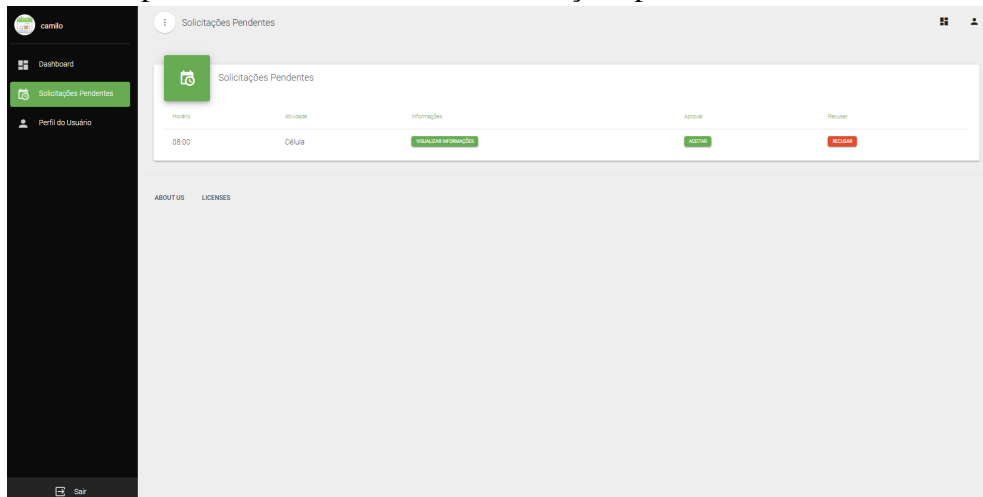 camilo
Dashboard
Solicitações Pendentes
Perfil do Usuário
Sair
Solicitações Pendentes
Solicitações Pendentes
Horário Atividade Informações Aprovar Recusar
08:00 Célula VISUALIZAR INFORMAÇÕES ACEITAR RECUSAR
ABOUT US LICENSES